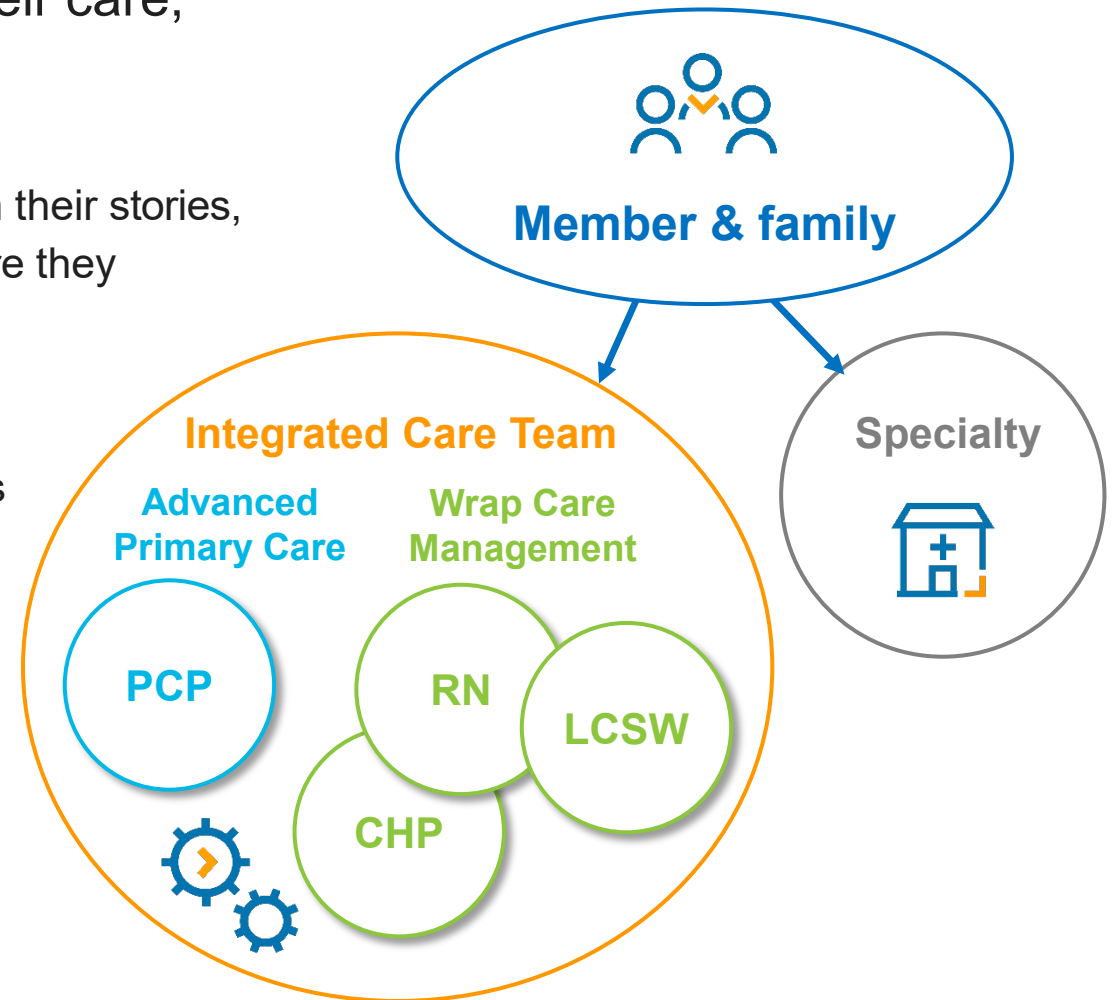 eir care,
their stories,
e they
Member & family
Integrated Care Team
Specialty
Advanced
Primary Care
Wrap Care
Management
PCP
RN
LCSW
CHP